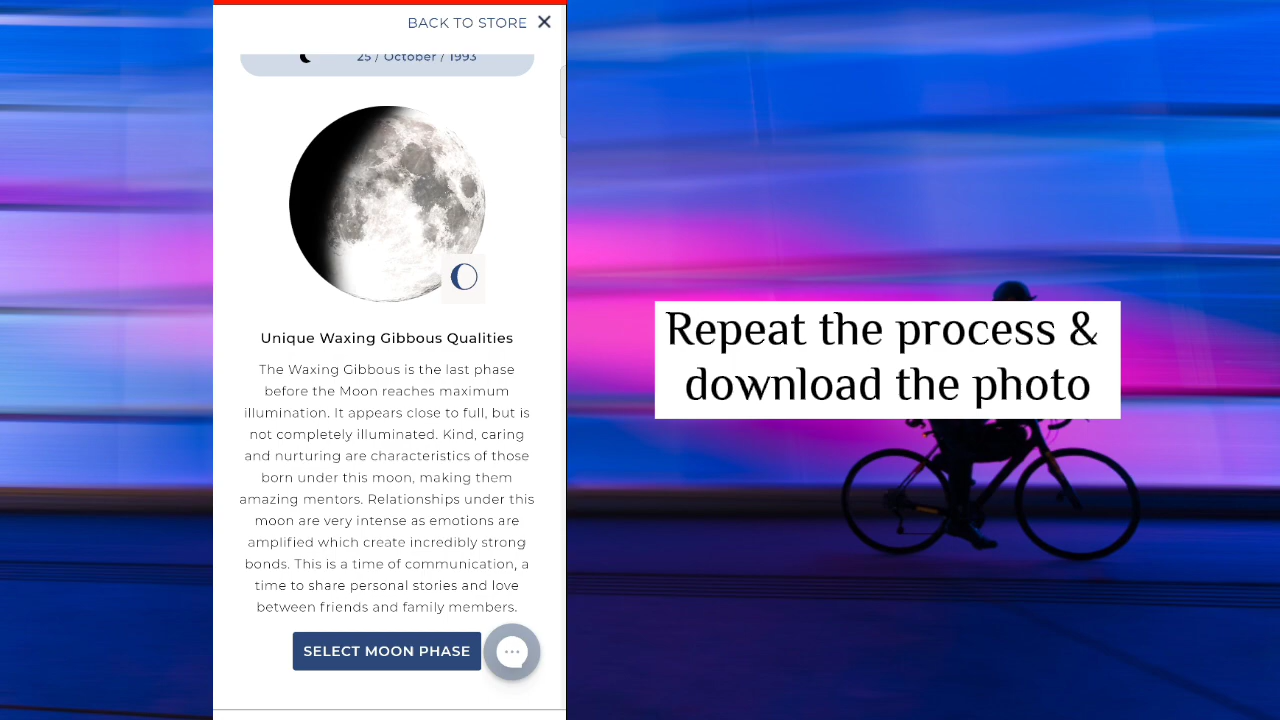 BACK TO STORE
25 / October / 1993
Unique Waxing Gibbous Qualities
The Waxing Gibbous is the last phase
before the Moon reaches maximum
illumination. It appears close to full, but is
not completely illuminated. Kind, caring
and nurturing are characteristics of those
born under this moon, making them
amazing mentors. Relationships under this
moon are very intense as emotions are
amplified which create incredibly strong
bonds. This is a time of communication, a
time to share personal stories and love
between friends and family members.
SELECT MOON PHASE
Repeat the process &
download the photo